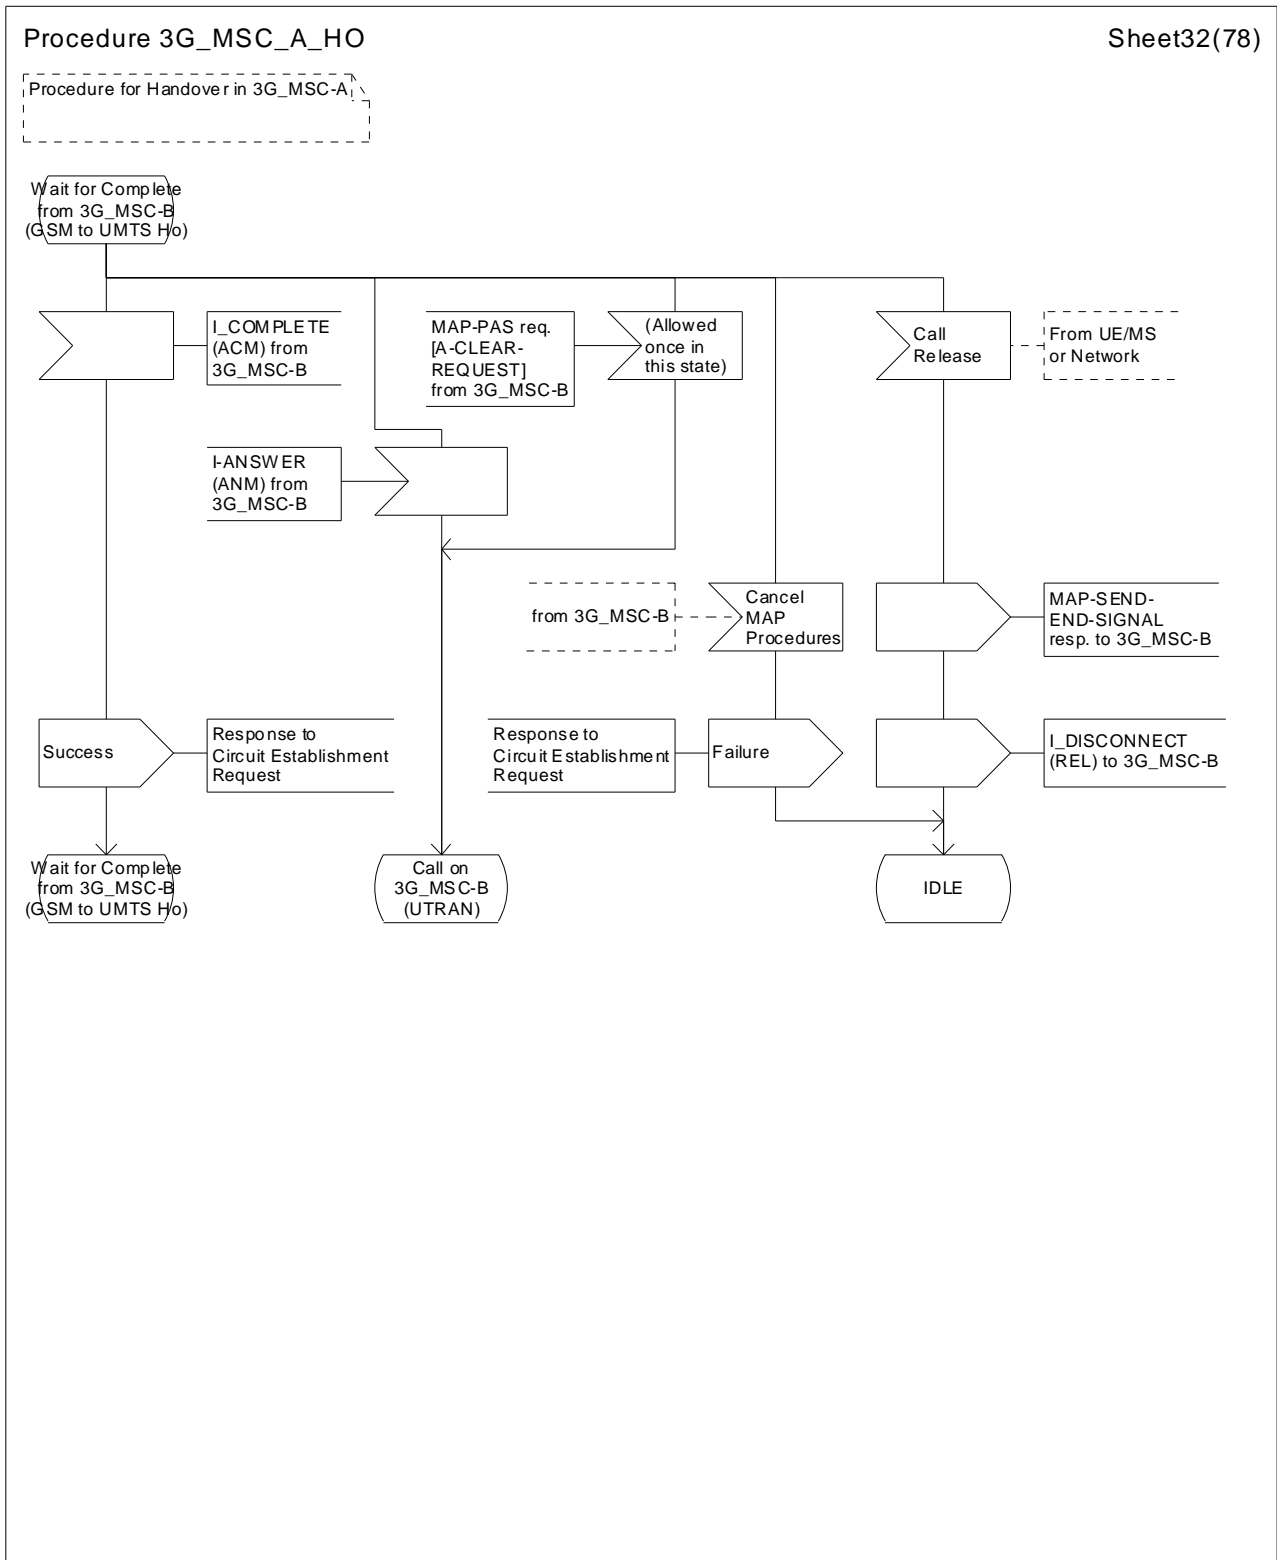 Procedure 3G_MSC_A_HO
Sheet32(78)
Procedure for Handover in 3G_MSC-A
Wait for Complete
from 3G_MSC-B
(GSM to UMTS Ho)
I_COMPLETE
(ACM) from
3G_MSC-B
MAP-PAS req.
[A-CLEAR-
REQUEST]
from 3G_MSC-B
(Allowed
once in
this state)
Call
Release
From UE/MS
or Network
I-ANSWER
(ANM) from
3G_MSC-B
from 3G_MSC-B
Cancel
MAP
Procedures
MAP-SEND-
END-SIGNAL
resp. to 3G_MSC-B
Success
Response to
Circuit Establishment
Request
Response to
Circuit Establishment
Request
Failure
I_DISCONNECT
(REL) to 3G_MSC-B
Wait for Complete
from 3G_MSC-B
(GSM to UMTS Ho)
Call on
3G_MSC-B
(UTRAN)
IDLE